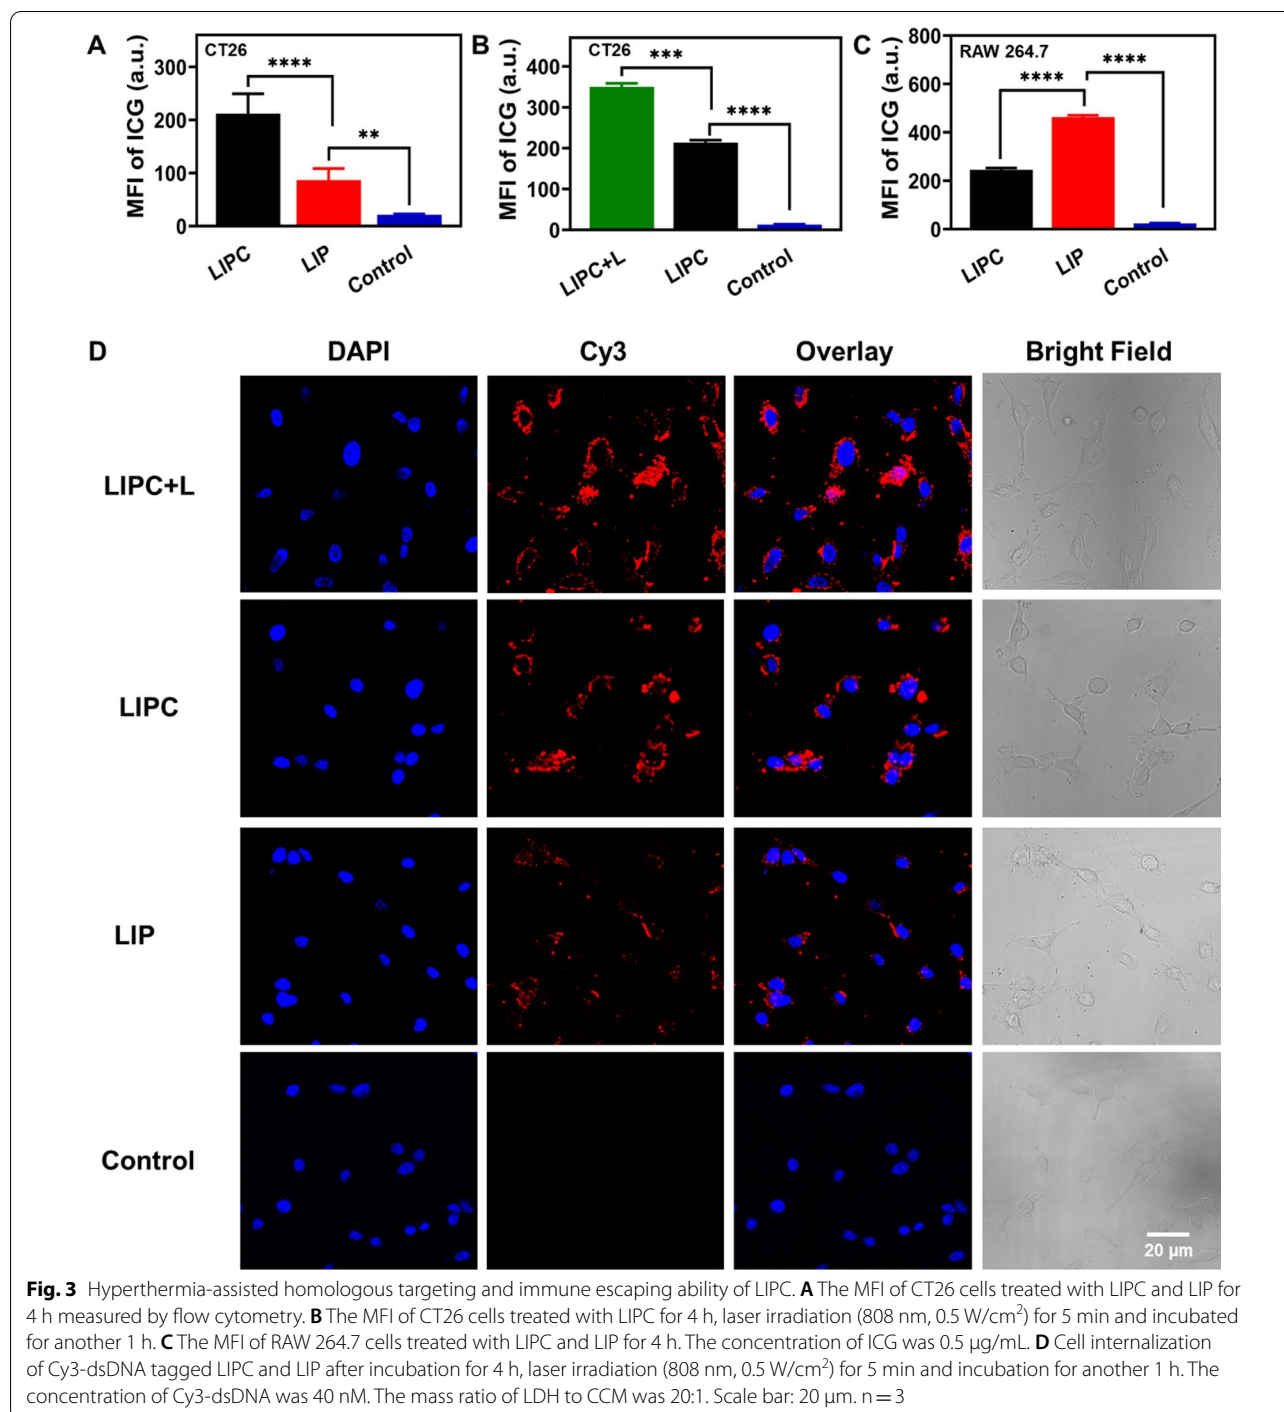 A
MFI of ICG (a.u.)
CT26
300
200
100
0
****
**
LIPC
LIP
Control
B
MFI of ICG (a.u.)
CT26
400
300
200
100
0
***
****
LIPC+L
LIPC
Control
C
MFI of ICG (a.u.)
RAW 264.7
800
600
400
200
0
****
****
LIPC
LIP
Control
D
DAPI
Cy3
Overlay
Bright Field
LIPC+L
LIPC
LIP
Control
20 µm
Fig. 3 Hyperthermia-assisted homologous targeting and immune escaping ability of LIPC. A The MFI of CT26 cells treated with LIPC and LIP for
4 h measured by flow cytometry. B The MFI of CT26 cells treated with LIPC for 4 h, laser irradiation (808 nm, 0.5 W/cm²) for 5 min and incubated
for another 1 h. C The MFI of RAW 264.7 cells treated with LIPC and LIP for 4 h. The concentration of ICG was 0.5 µg/mL. D Cell internalization
of Cy3-dsDNA tagged LIPC and LIP after incubation for 4 h, laser irradiation (808 nm, 0.5 W/cm²) for 5 min and incubation for another 1 h. The
concentration of Cy3-dsDNA was 40 nM. The mass ratio of LDH to CCM was 20:1. Scale bar: 20 µm. n = 3